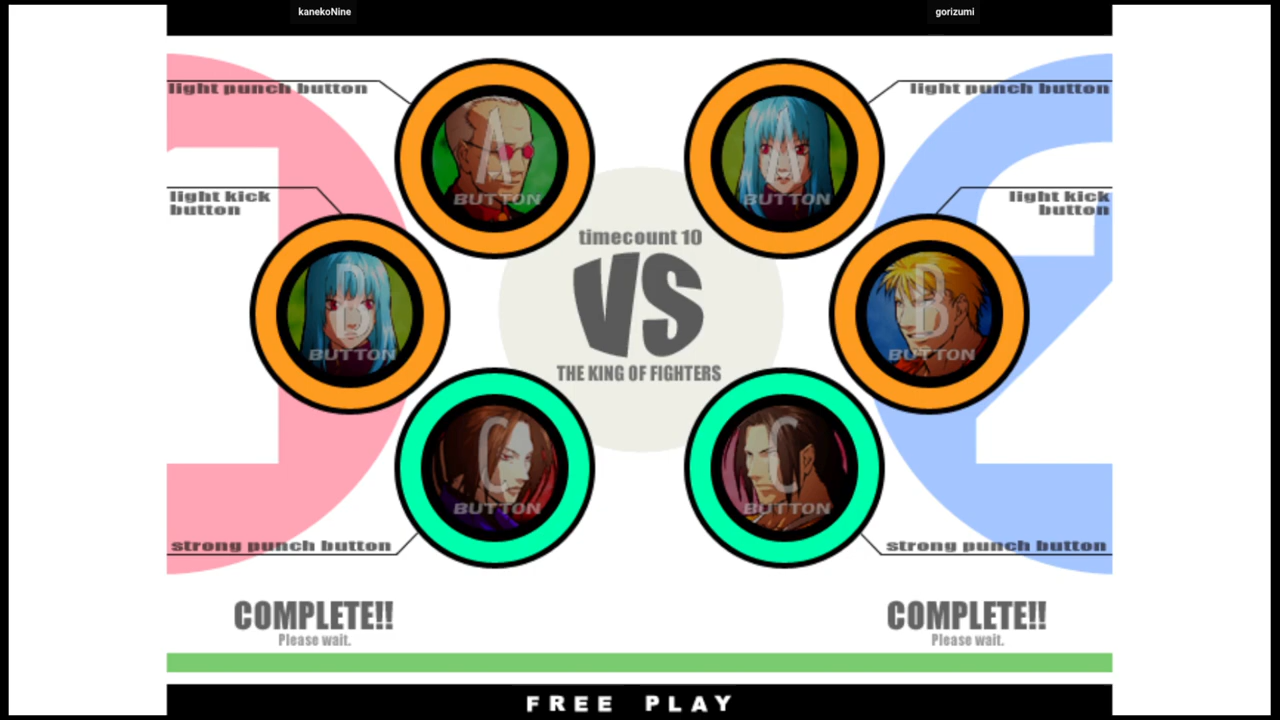 kanekoNine
gorizumi
light punch button
light punch button
A
BUTTON
A
BUTTON
light kick
button
light kick
button
timecount 10
VS
THE KING OF FIGHTERS
B
BUTTON
B
BUTTON
C
BUTTON
C
BUTTON
strong punch button
strong punch button
COMPLETE!!
Please wait.
COMPLETE!!
Please wait.
FREE PLAY